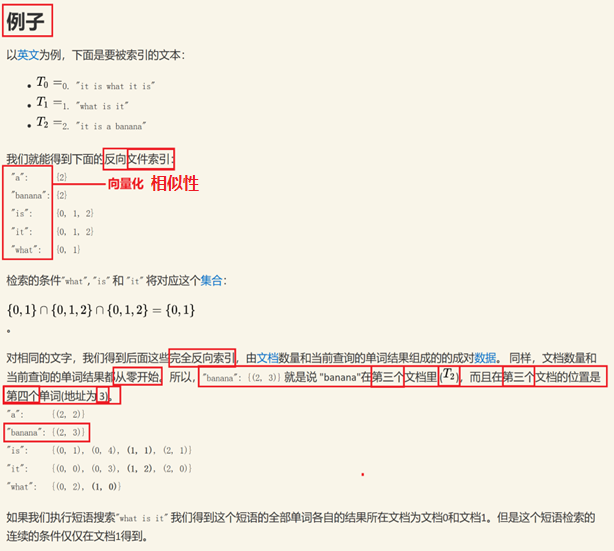 例子
以英文为例，下面是要被索引的文本：
• T₀ = 0. "it is what it is"
• T₁ = 1. "what is it"
• T₂ = 2. "it is a banana"
我们就能得到下面的反向文件索引：
"a": {2}
向量化 相似性
"banana": {2}
"is": {0, 1, 2}
"it": {0, 1, 2}
"what": {0, 1}
检索的条件"what", "is" 和 "it" 将对应这个集合：
{0, 1} ∩ {0, 1, 2} ∩ {0, 1, 2} = {0, 1}
。
对相同的文字，我们得到后面这些完全反向索引，由文档数量和当前查询的单词结果组成的的成对数据。 同样，文档数量和
当前查询的单词结果都从零开始。所以，"banana": {(2, 3)} 就是说 "banana"在第三个文档里 (T₂)，而且在第三个文档的位置是
第四个单词(地址为 3)。
"a": {(2, 2)}
"banana": {(2, 3)}
"is": {(0, 1), (0, 4), (1, 1), (2, 1)}
"it": {(0, 0), (0, 3), (1, 2), (2, 0)}
"what": {(0, 2), (1, 0)}
如果我们执行短语搜索"what is it" 我们得到这个短语的全部单词各自的结果所在文档为文档0和文档1。但是这个短语检索的
连续的条件仅仅在文档1得到。